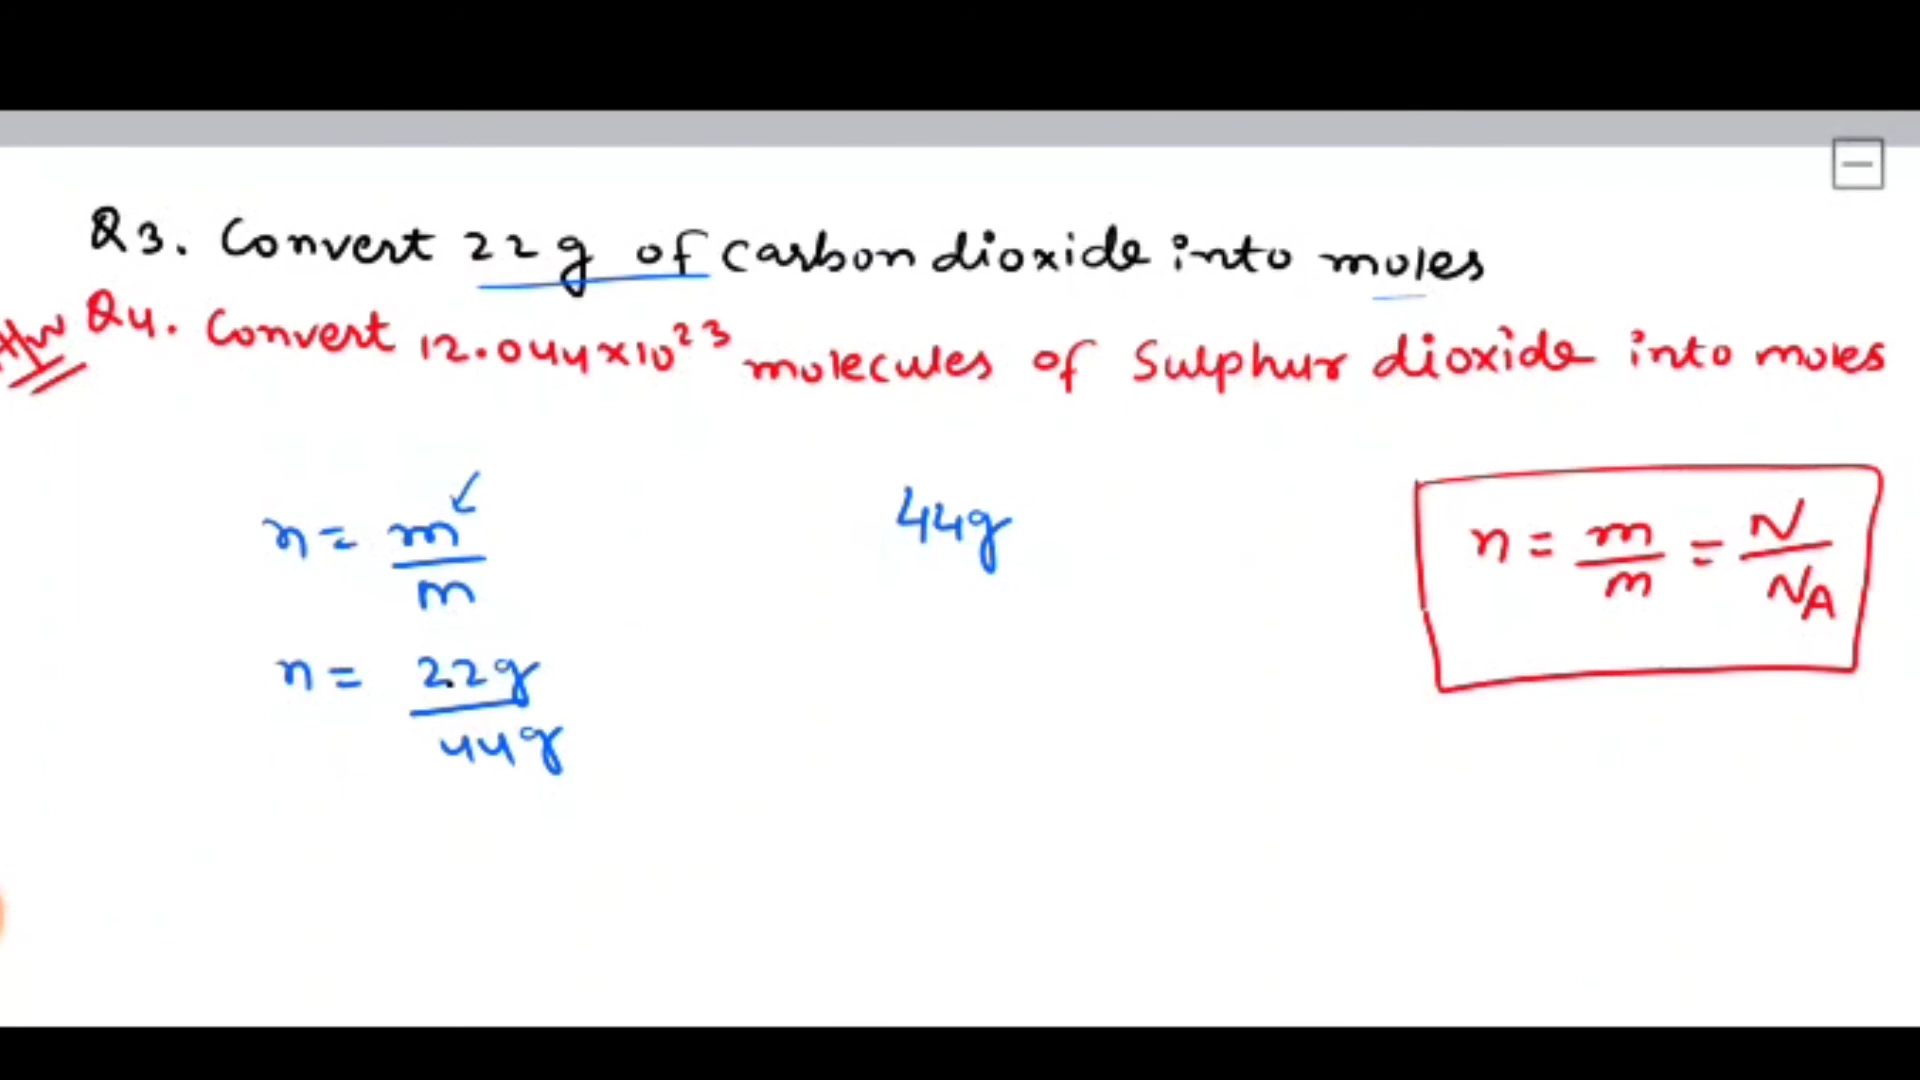 Q3. Convert 22g of carbon dioxide into moles
HW Q4. Convert 12.044×10²³ molecules of Sulphur dioxide into moles
n = m/m
44g
n = m/m = N/NA
n = 22g/44g